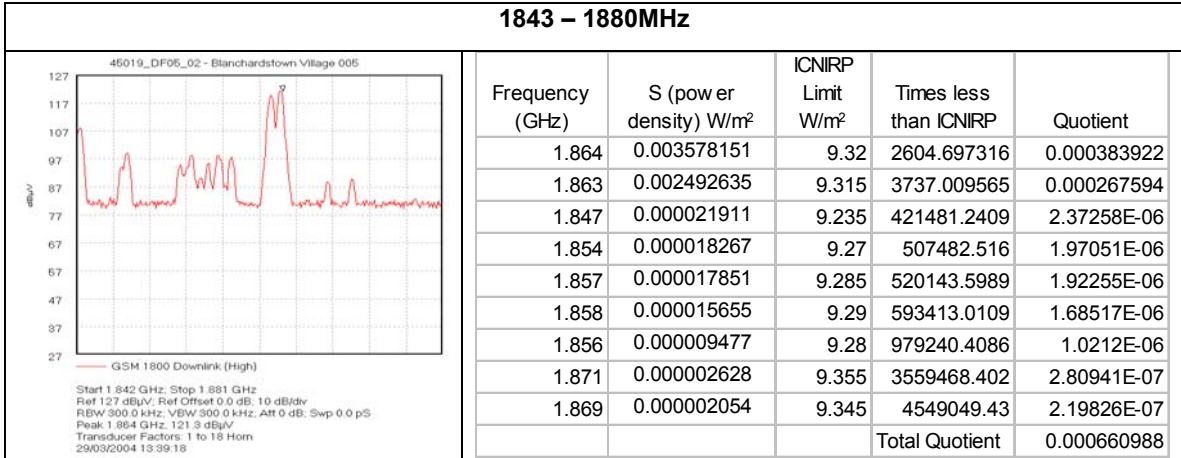 1843 – 1880MHz
45019_DF05_02 - Blanchardstown Village 005
127
117
107
97
87
77
67
57
47
37
27
dBµV
GSM 1800 Downlink (High)
Start 1.842 GHz; Stop 1.881 GHz
Ref 127 dBµV; Ref Offset 0.0 dB; 10 dB/div
RBW 300.0 kHz; VBW 300.0 kHz; Att 0 dB; Swp 0.0 pS
Peak 1.864 GHz, 121.3 dBµV
Transducer Factors: 1 to 18 Horn
29/03/2004 13:39:18
Frequency (GHz) S (power density) W/m² ICNIRP Limit W/m² Times less than ICNIRP Quotient
1.864 0.003578151 9.32 2604.697316 0.000383922
1.863 0.002492635 9.315 3737.009565 0.000267594
1.847 0.000021911 9.235 421481.2409 2.37258E-06
1.854 0.000018267 9.27 507482.516 1.97051E-06
1.857 0.000017851 9.285 520143.5989 1.92255E-06
1.858 0.000015655 9.29 593413.0109 1.68517E-06
1.856 0.000009477 9.28 979240.4086 1.0212E-06
1.871 0.000002628 9.355 3559468.402 2.80941E-07
1.869 0.000002054 9.345 4549049.43 2.19826E-07
Total Quotient 0.000660988